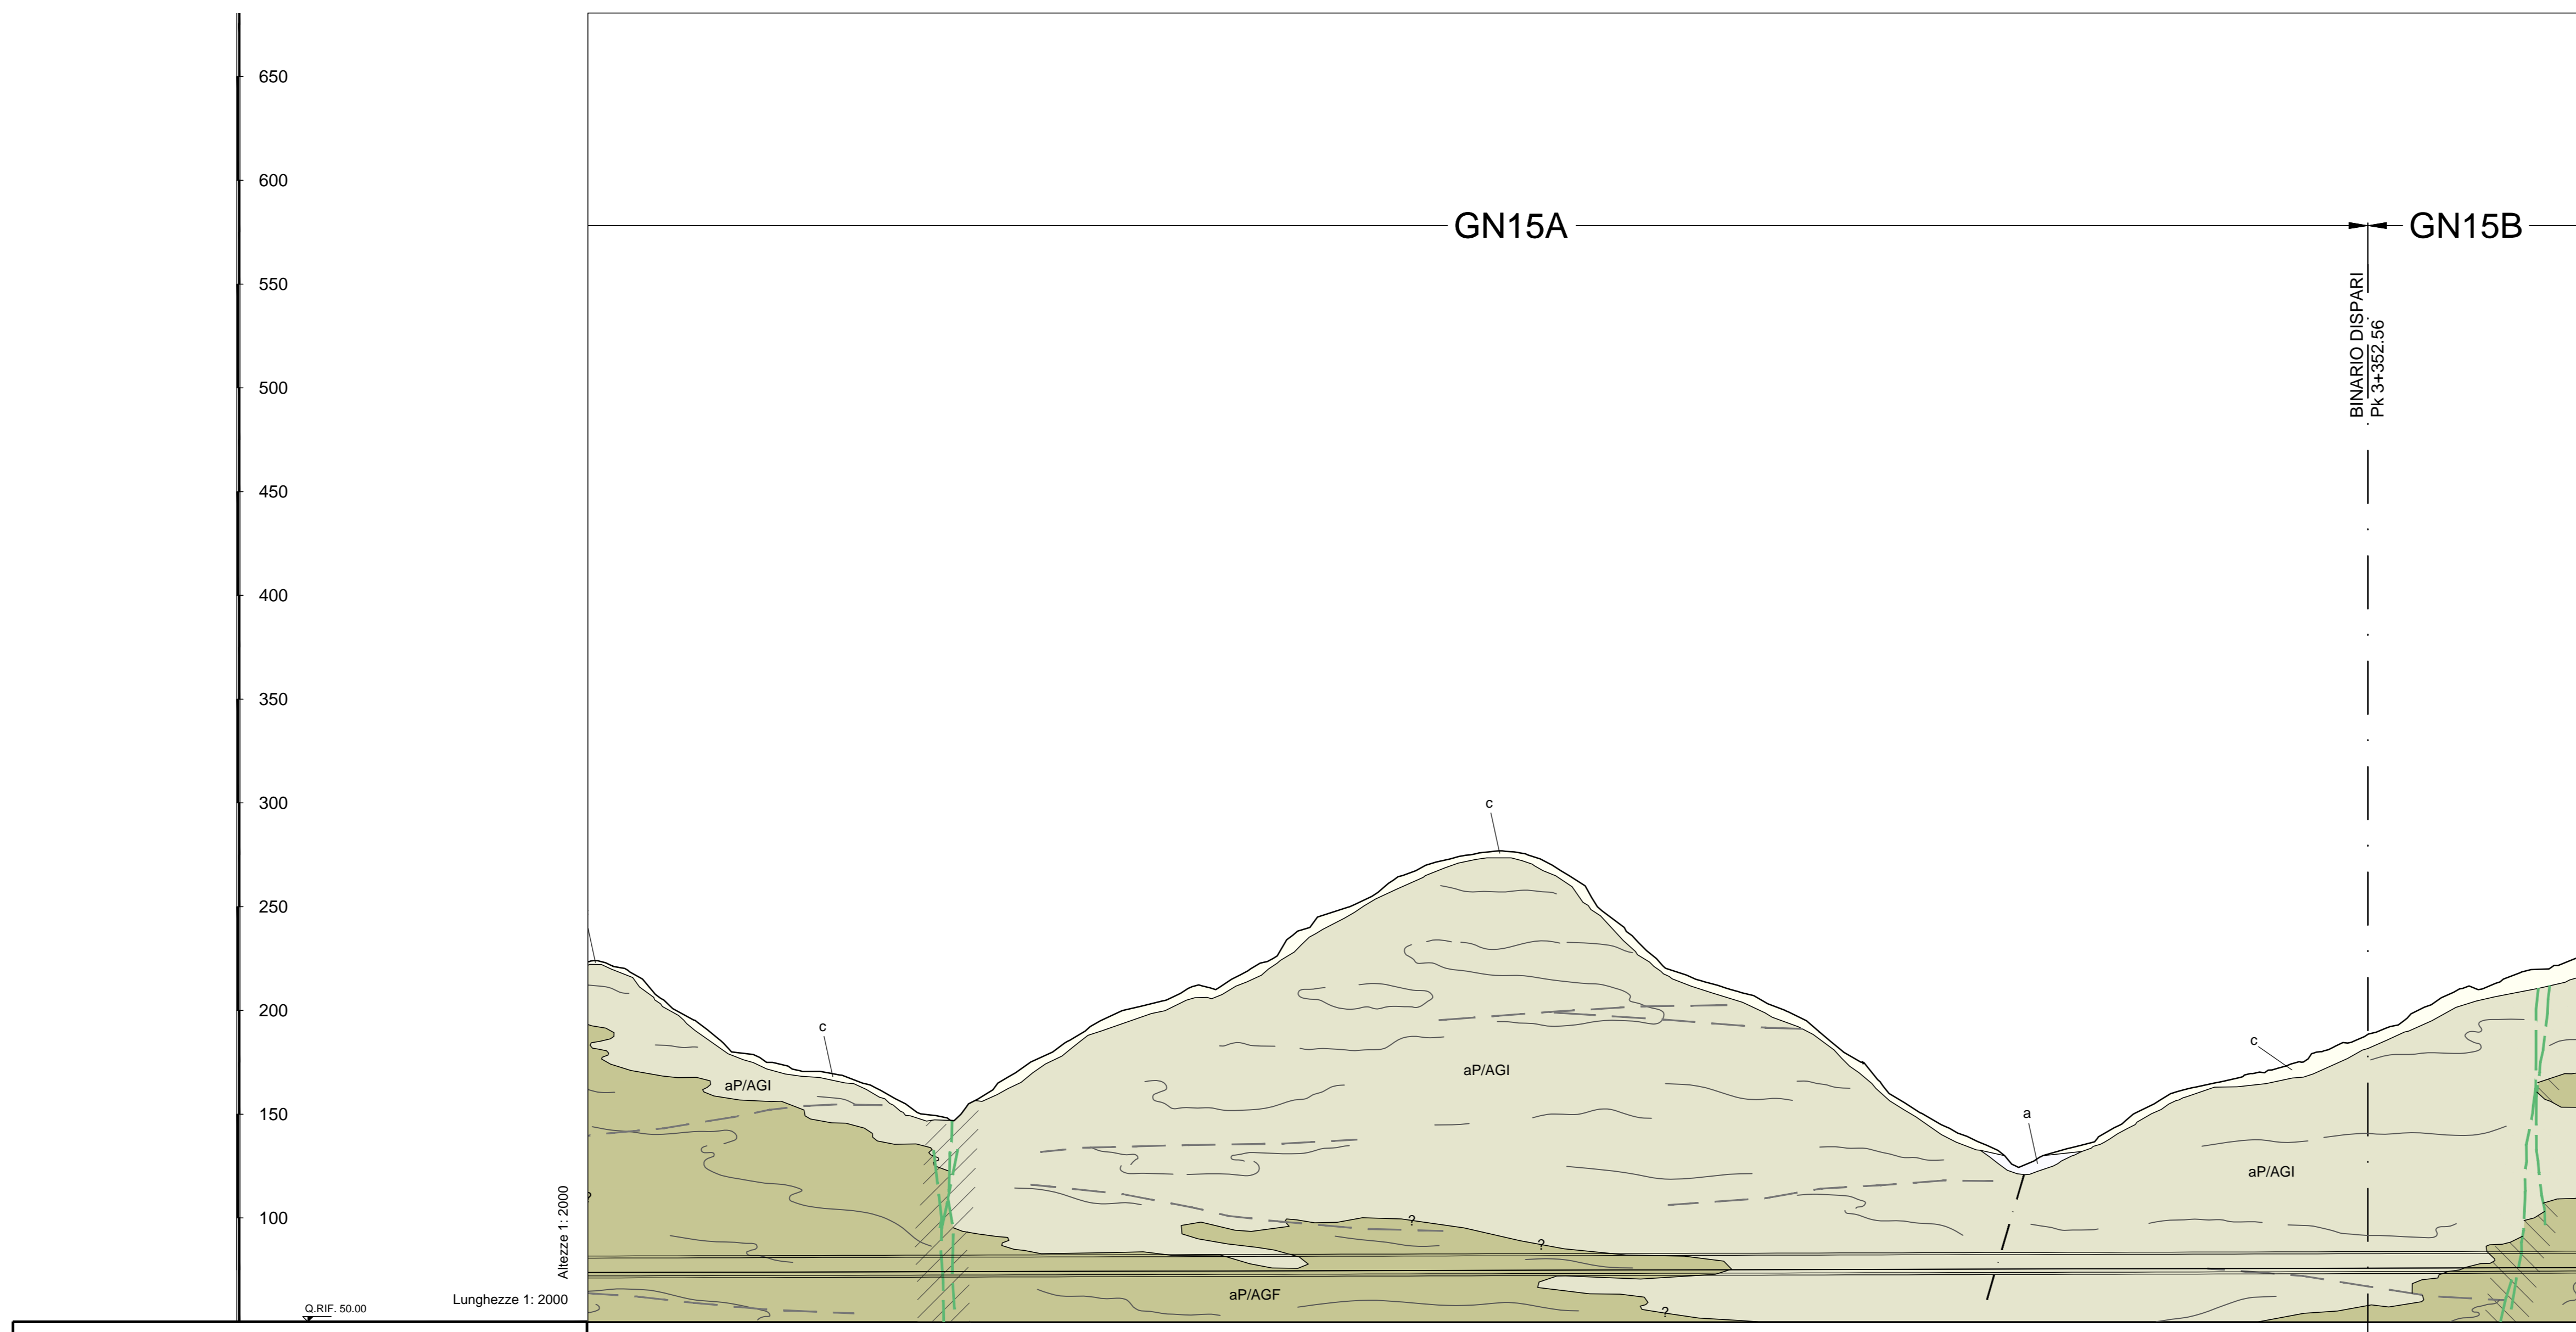 650
600
GN15A
GN15B
550
BINARIO DISPARI
Pk 3+352.56
500
450
400
350
300
c
250
200
c
c
aP/AGI
aP/AGI
150
a
aP/AGI
?
100
?
?
Altezze 1: 2000
Lunghezze 1: 2000
Q.RIF. 50.00
aP/AGF
?